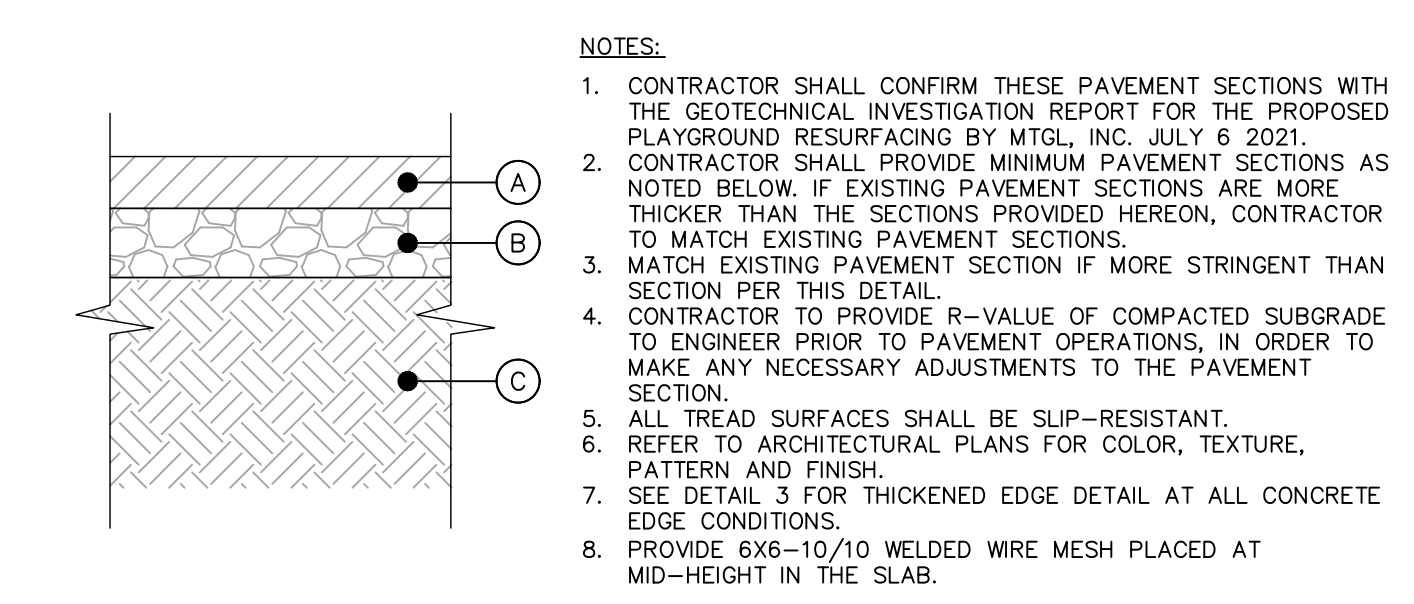 NOTES:
1. CONTRACTOR SHALL CONFIRM THESE PAVEMENT SECTIONS WITH
THE GEOTECHNICAL INVESTIGATION REPORT FOR THE PROPOSED
PLAYGROUND RESURFACING BY MTGL, INC. JULY 6 2021.
2. CONTRACTOR SHALL PROVIDE MINIMUM PAVEMENT SECTIONS AS
NOTED BELOW. IF EXISTING PAVEMENT SECTIONS ARE MORE
THICKER THAN THE SECTIONS PROVIDED HEREON, CONTRACTOR
TO MATCH EXISTING PAVEMENT SECTIONS.
3. MATCH EXISTING PAVEMENT SECTION IF MORE STRINGENT THAN
SECTION PER THIS DETAIL.
4. CONTRACTOR TO PROVIDE R-VALUE OF COMPACTED SUBGRADE
TO ENGINEER PRIOR TO PAVEMENT OPERATIONS, IN ORDER TO
MAKE ANY NECESSARY ADJUSTMENTS TO THE PAVEMENT
SECTION.
5. ALL TREAD SURFACES SHALL BE SLIP-RESISTANT.
6. REFER TO ARCHITECTURAL PLANS FOR COLOR, TEXTURE,
PATTERN AND FINISH.
7. SEE DETAIL 3 FOR THICKENED EDGE DETAIL AT ALL CONCRETE
EDGE CONDITIONS.
8. PROVIDE 6X6-10/10 WELDED WIRE MESH PLACED AT
MID-HEIGHT IN THE SLAB.
A
B
C